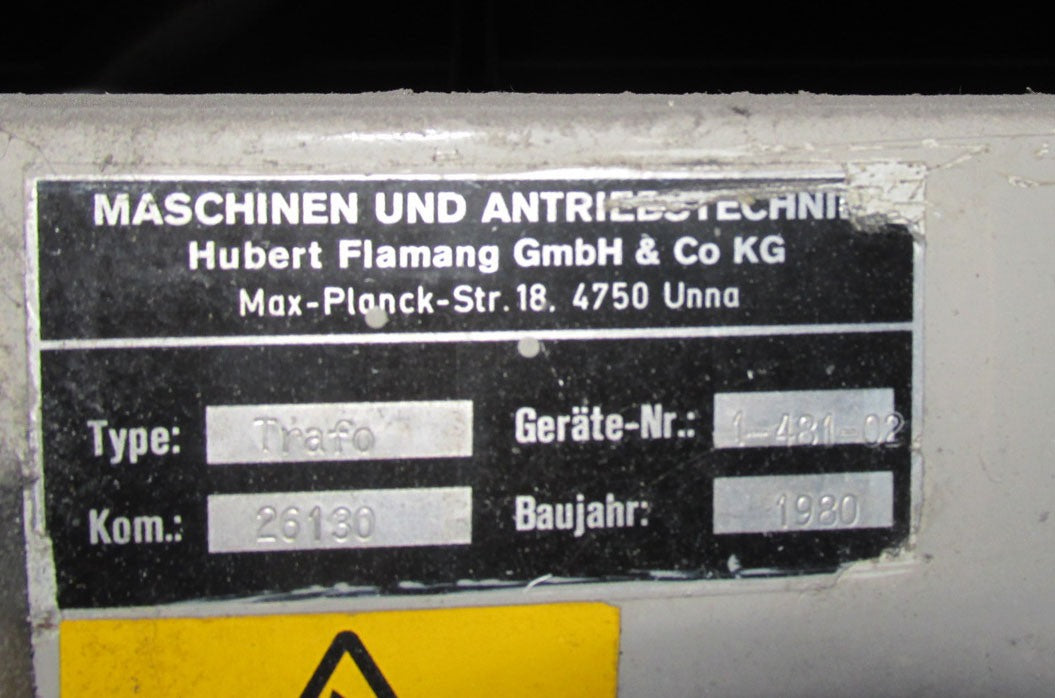 MASCHINEN UND ANTRIEBSTECHNIK
Hubert Flamang GmbH & Co KG
Max-Planck-Str. 18, 4750 Unna
Type: Trafo Geräte-Nr.: 1-481-02
Kom.: 26130 Baujahr: 1980